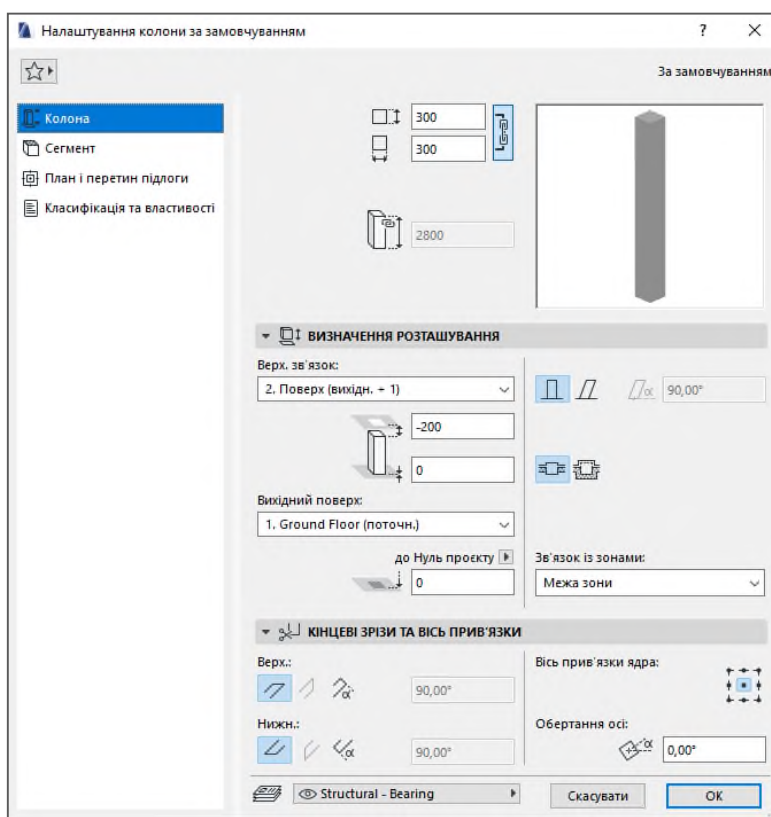 Налаштування колони за замовчуванням
?
За замовчуванням
Колона
Сегмент
План і перетин підлоги
Класифікація та властивості
300
300
2800
ВИЗНАЧЕННЯ РОЗТАШУВАННЯ
Верх. зв'язок:
2. Поверх (вихідн. + 1)
α 90,00°
-200
0
Вихідний поверх:
1. Ground Floor (поточн.)
до Нуль проєкту
0
Зв'язок із зонами:
Межа зони
КІНЦЕВІ ЗРІЗИ ТА ВІСЬ ПРИВ'ЯЗКИ
Верх.:
α 90,00°
Вісь прив'язки ядра:
Нижн.:
α 90,00°
Обертання осі:
α 0,00°
Structural - Bearing
Скасувати
OK